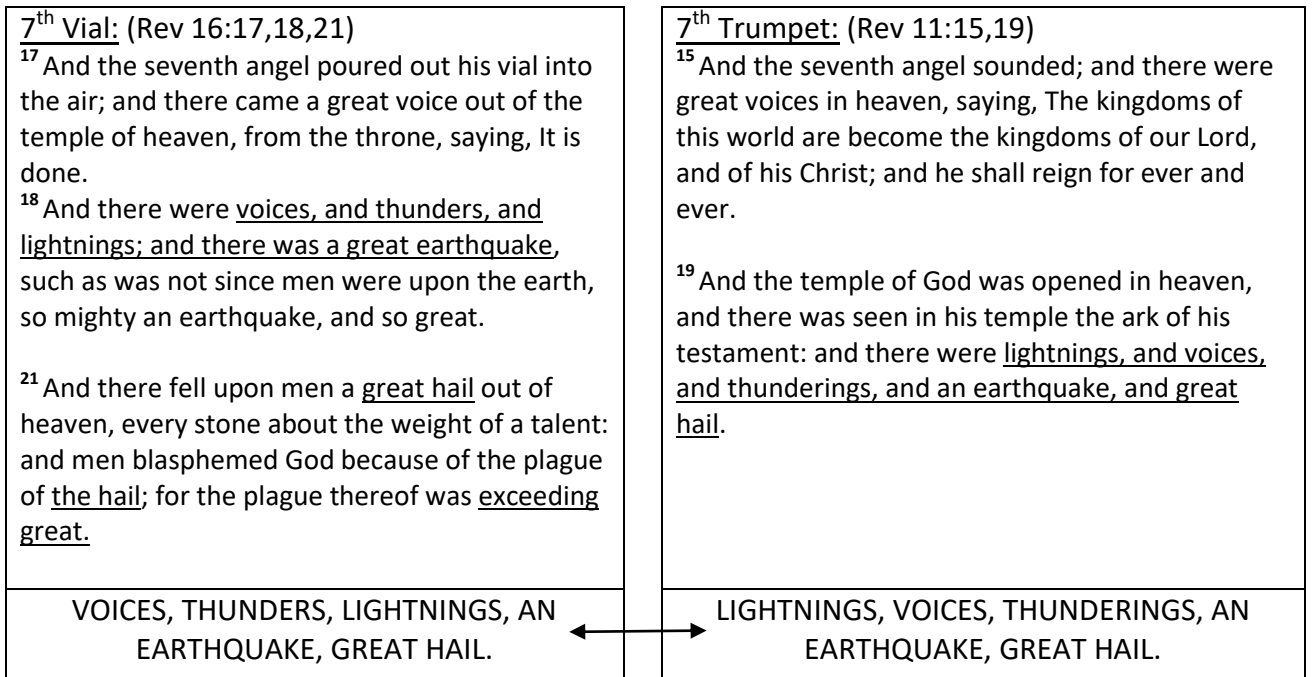 7th Vial: (Rev 16:17,18,21)
17 And the seventh angel poured out his vial into
the air; and there came a great voice out of the
temple of heaven, from the throne, saying, It is
done.
18 And there were voices, and thunders, and
lightnings; and there was a great earthquake,
such as was not since men were upon the earth,
so mighty an earthquake, and so great.
21 And there fell upon men a great hail out of
heaven, every stone about the weight of a talent:
and men blasphemed God because of the plague
of the hail; for the plague thereof was exceeding
great.
VOICES, THUNDERS, LIGHTNINGS, AN
EARTHQUAKE, GREAT HAIL.
7th Trumpet: (Rev 11:15,19)
15 And the seventh angel sounded; and there were
great voices in heaven, saying, The kingdoms of
this world are become the kingdoms of our Lord,
and of his Christ; and he shall reign for ever and
ever.
19 And the temple of God was opened in heaven,
and there was seen in his temple the ark of his
testament: and there were lightnings, and voices,
and thunderings, and an earthquake, and great
hail.
LIGHTNINGS, VOICES, THUNDERINGS, AN
EARTHQUAKE, GREAT HAIL.